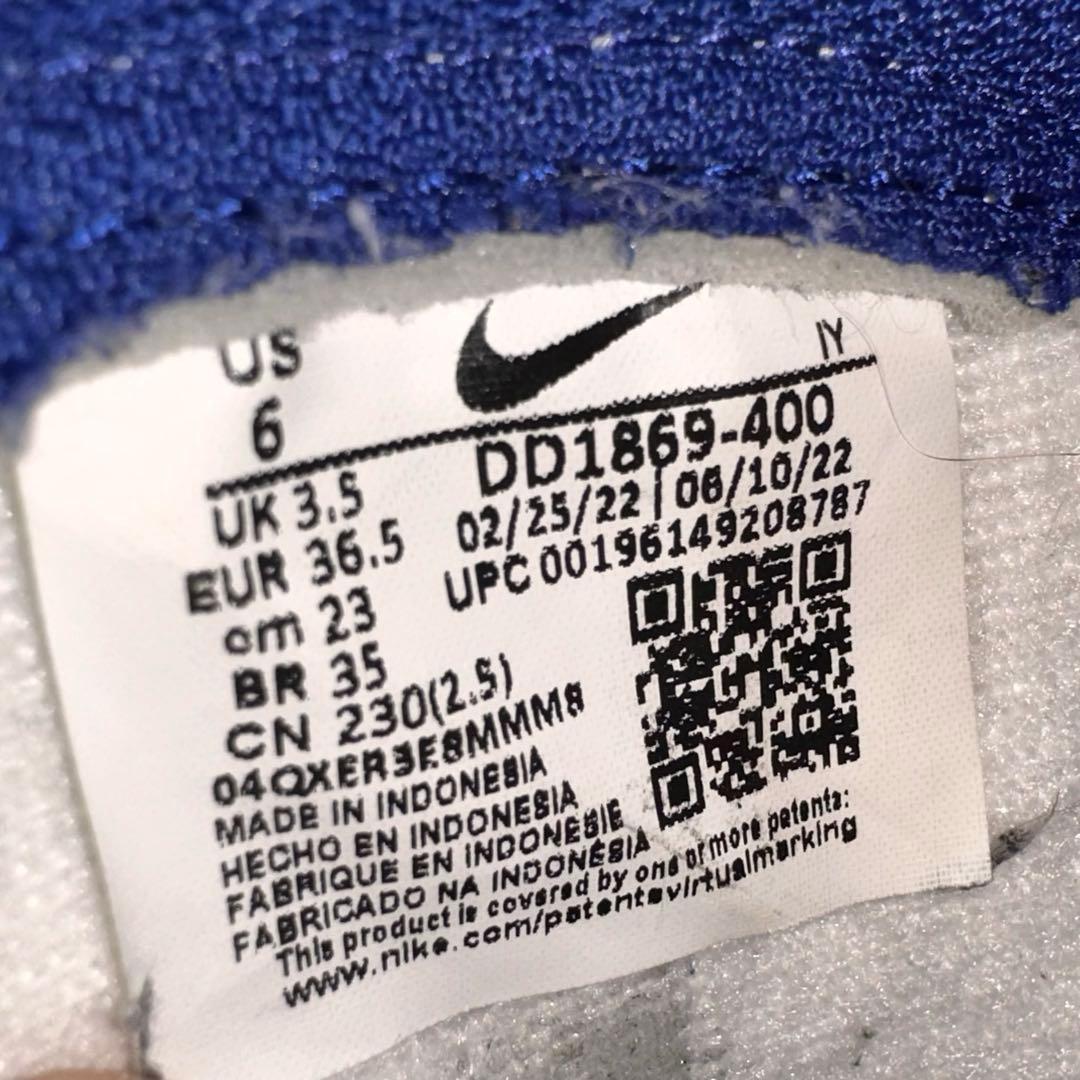 US
6
IY
UK 3.5
EUR 36.5
cm 23
BR 35
CN 230(2.5)
DD1869-400
02/25/22 | 06/10/22
UPC 00196149208787
04QXER3E8MMM8
MADE IN INDONESIA
HECHO EN INDONESIA
FABRIQUE EN INDONESIE
FABRICADO NA INDONÉSIA
This product is covered by one or more patents:
www.nike.com/patentsvirtualmarking